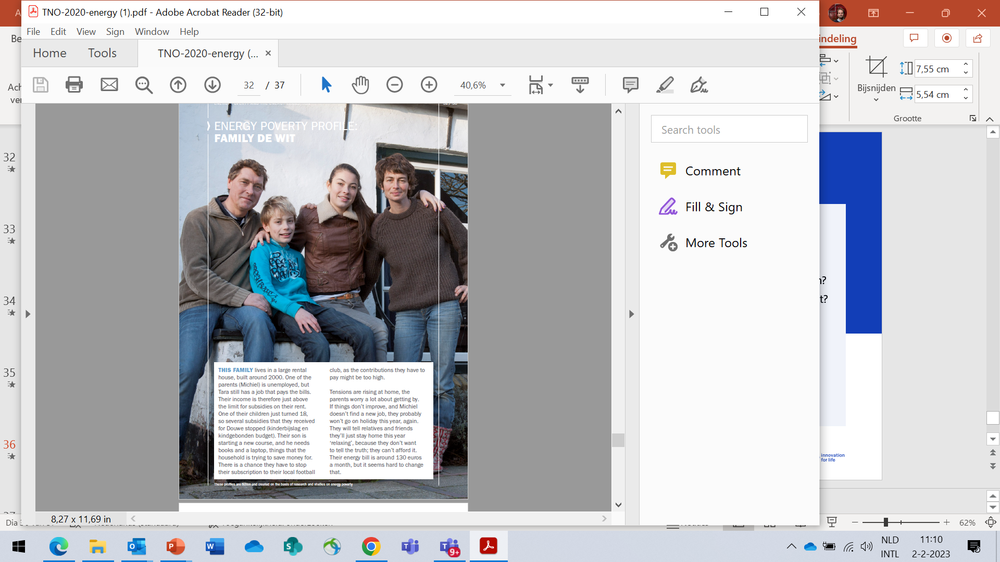 TNO-2020-energy (1).pdf - Adobe Acrobat Reader (32-bit)
File Edit View Sign Window Help
Home Tools TNO-2020-energy (...
32 / 37 40,6%
32 / 36
ENERGY POVERTY PROFILE:
FAMILY DE WIT
THIS FAMILY lives in a large rental
house, built around 2000. One of the
parents (Michiel) is unemployed, but
Tara still has a job that pays the bills.
Their income is therefore just above
the limit for subsidies on their rent.
One of their children just turned 18,
so several subsidies that they received
for Douwe stopped (kinderbijslag en
kindgebonden budget). Their son is
starting a new course, and he needs
books and a laptop, things that the
household is trying to save money for.
There is a chance they have to stop
their subscription to their local football
club, as the contributions they have to
pay might be too high.
Tensions are rising at home, the
parents worry a lot about getting by.
If things don't improve, and Michiel
doesn't find a new job, they probably
won't go on holiday this year, again.
They will tell relatives and friends
they'll just stay home this year
‘relaxing’, because they don't want
to tell the truth; they can't afford it.
Their energy bill is around 130 euros
a month, but it seems hard to change
that.
These profiles are fiction and created on the basis of research and studies on energy poverty
8,27 x 11,69 in
Search tools
Comment
Fill & Sign
More Tools
Be
Ach
ver
32
33
34
35
36
Dia
indeling
Bijsnijden
7,55 cm
5,54 cm
Grootte
n?
t?
innovation
for life
62%
9+
NLD
INTL
11:10
2-2-2023